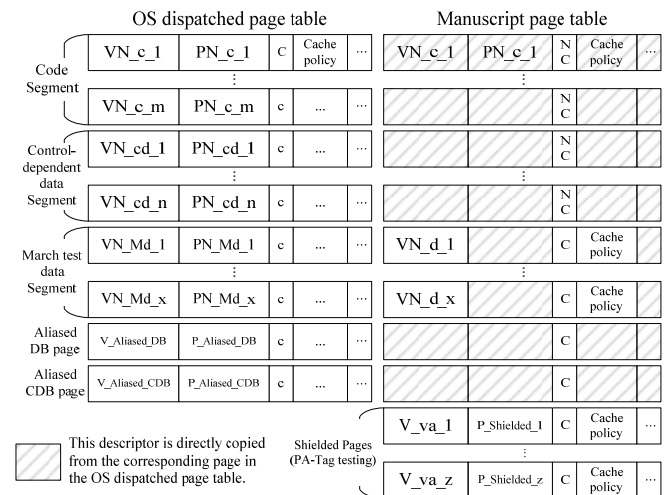 OS dispatched page table
Manuscript page table
Code Segment
VN_c_1 PN_c_1 C Cache policy ...
VN_c_1 PN_c_1 N C Cache policy ...
⋮ ⋮
VN_c_m PN_c_m c ... ...
N C
Control-dependent data Segment
VN_cd_1 PN_cd_1 c ... ...
N C
⋮ ⋮
VN_cd_n PN_cd_n c ... ...
N C
March test data Segment
VN_Md_1 PN_Md_1 c ... ...
VN_d_1 C Cache policy ...
⋮ ⋮
VN_Md_x PN_Md_x c ... ...
VN_d_x C Cache policy ...
Aliased DB page
V_Aliased_DB P_Aliased_DB c ... ...
C
Aliased CDB page
V_Aliased_CDB P_Aliased_CDB c ... ...
C
Shielded Pages (PA-Tag testing)
V_va_1 P_Shielded_1 C Cache policy ...
⋮
V_va_z P_Shielded_z C Cache policy ...
This descriptor is directly copied
from the corresponding page in
the OS dispatched page table.